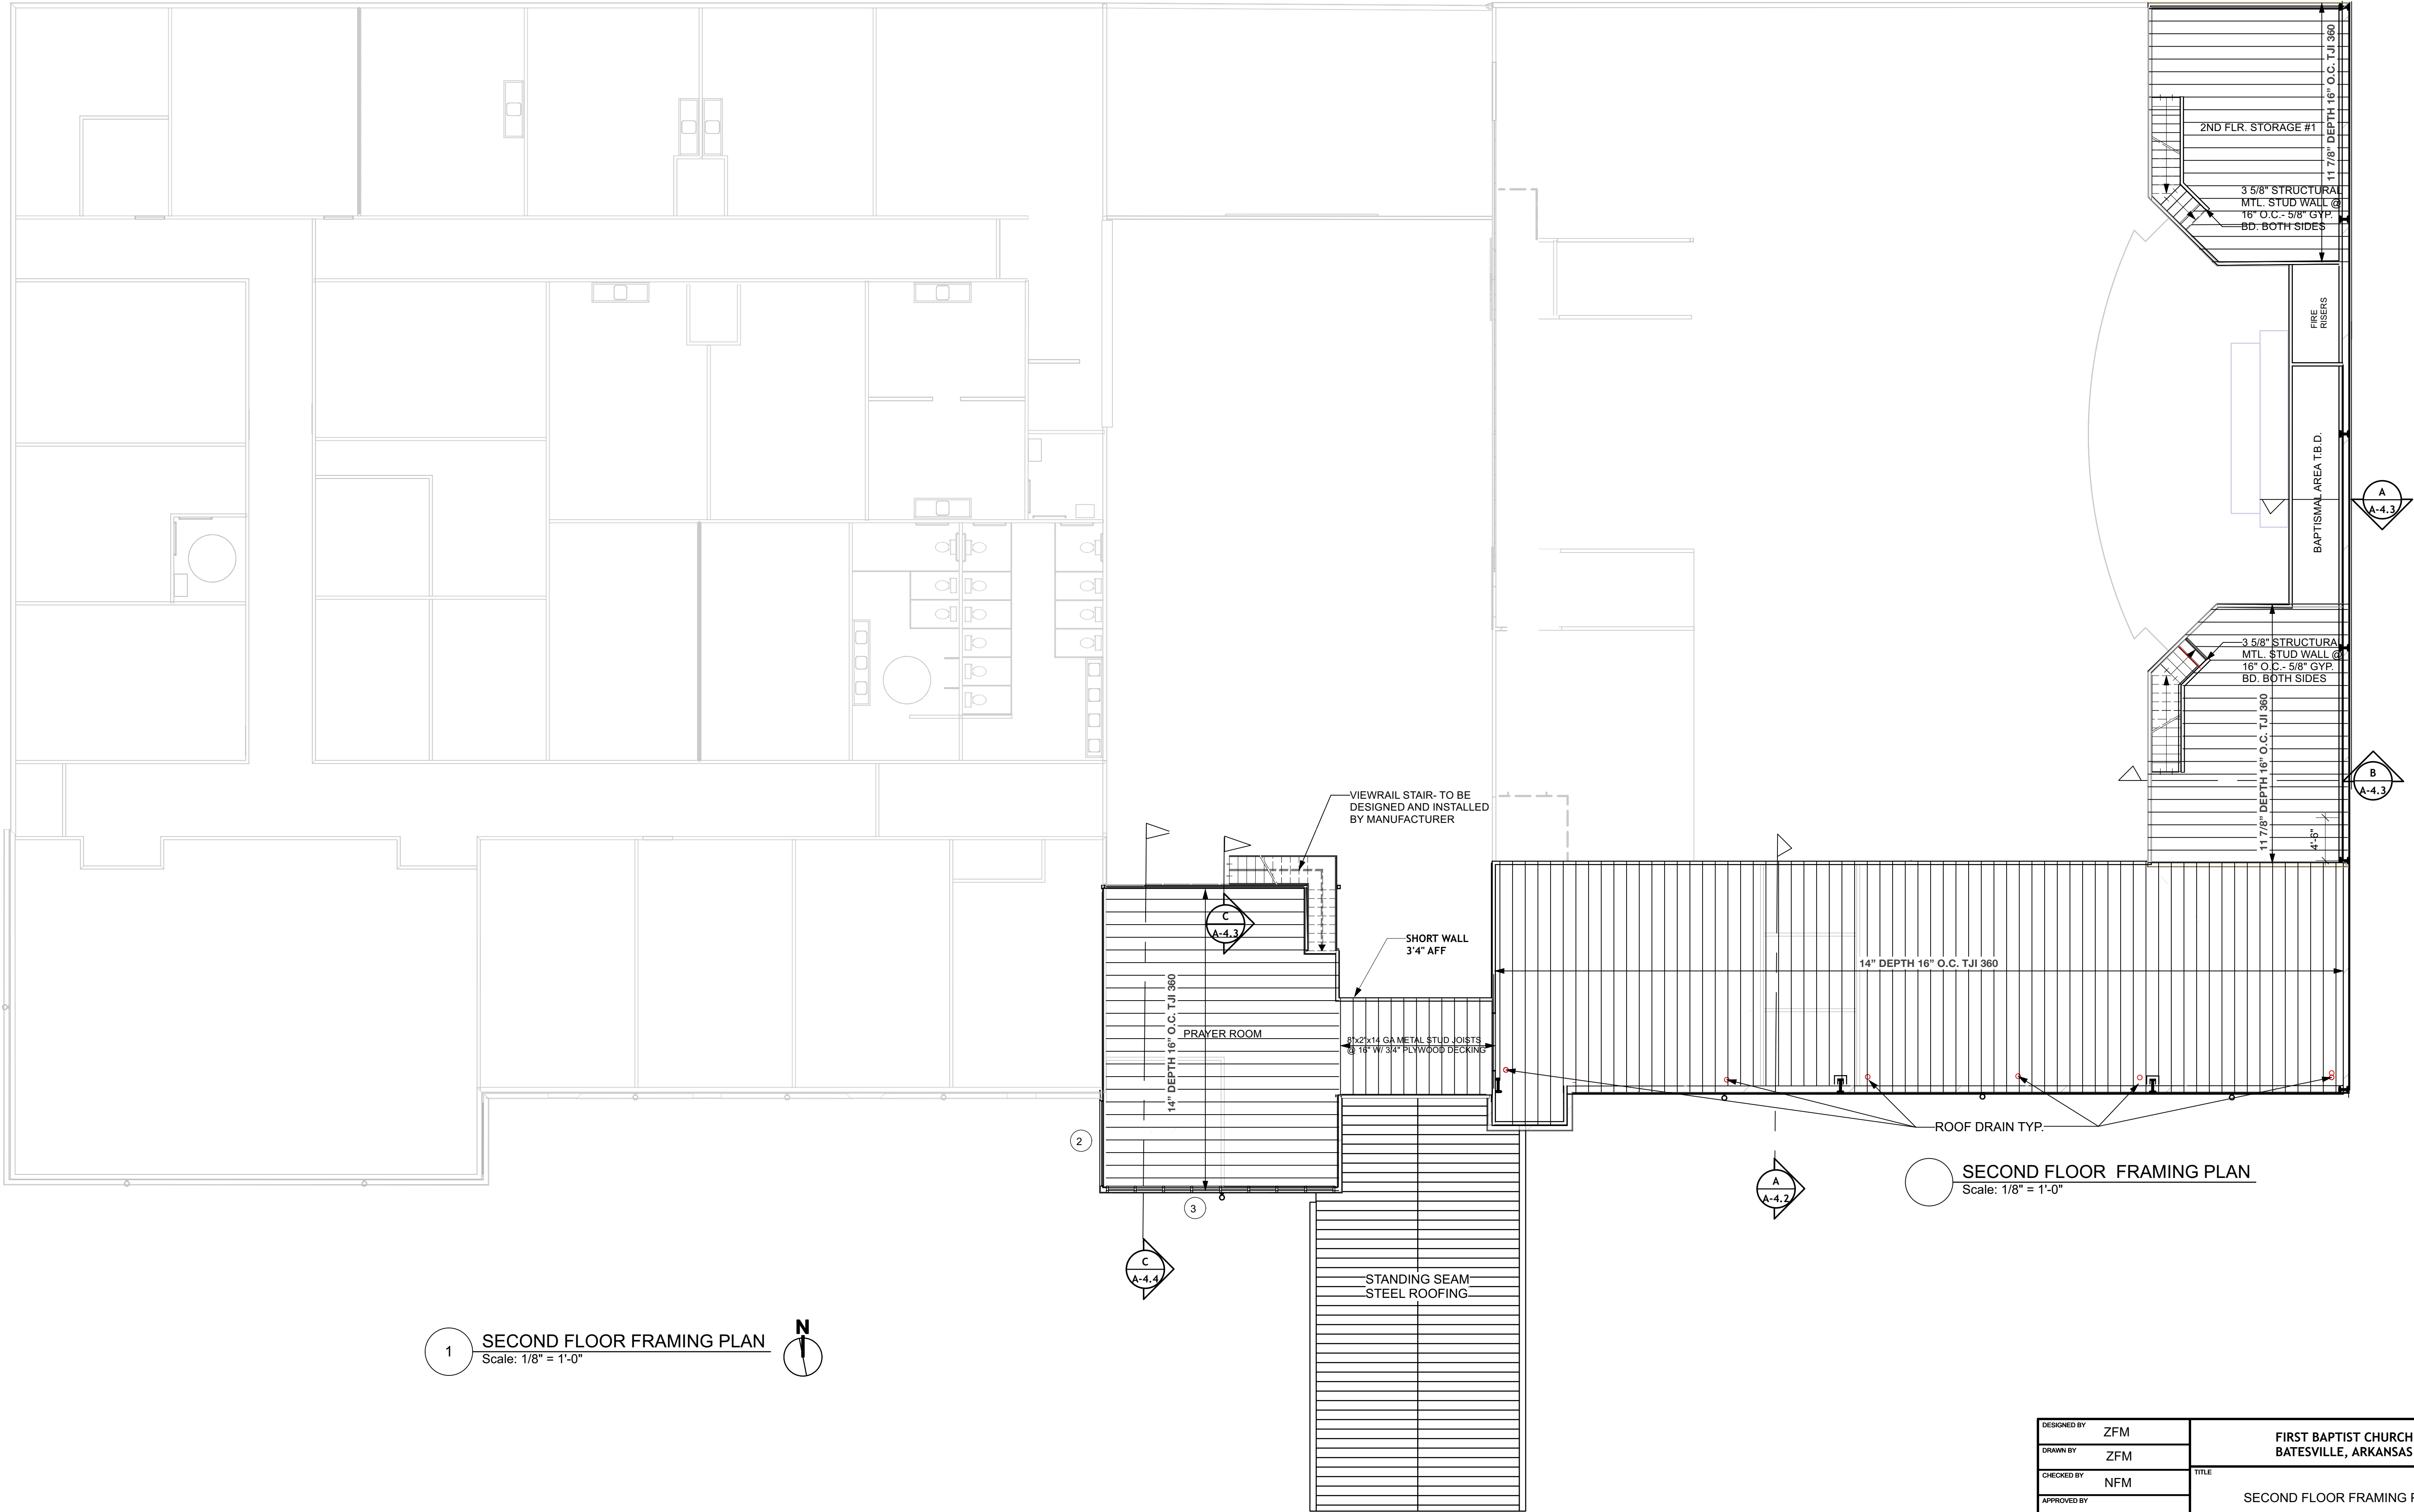 11 7/8" DEPTH 16" O.C. TJI 360
2ND FLR. STORAGE #1
3 5/8" STRUCTURAL
MTL. STUD WALL @
16" O.C.- 5/8" GYP.
BD. BOTH SIDES
FIRE
RISERS
BAPTISMAL AREA T.B.D.
A
A-4.3
3 5/8" STRUCTURAL
MTL. STUD WALL @
16" O.C.- 5/8" GYP.
BD. BOTH SIDES
11 7/8" DEPTH 16" O.C. TJI 360
B
A-4.3
4'-6"
VIEWRAIL STAIR- TO BE
DESIGNED AND INSTALLED
BY MANUFACTURER
C
A-4.3
SHORT WALL
3'4" AFF
14" DEPTH 16" O.C. TJI 360
14" DEPTH 16" O.C. TJI 360
PRAYER ROOM
8"x2"x14 GA METAL STUD JOISTS
@ 16" W/ 3/4" PLYWOOD DECKING
2
3
ROOF DRAIN TYP.
A
A-4.2
SECOND FLOOR  FRAMING PLAN
Scale: 1/8" = 1'-0"
C
A-4.4
STANDING SEAM
STEEL ROOFING
1
SECOND FLOOR FRAMING PLAN
Scale: 1/8" = 1'-0"
N
DESIGNED BY
ZFM
DRAWN BY
ZFM
CHECKED BY
NFM
APPROVED BY
FIRST BAPTIST CHURCH
BATESVILLE, ARKANSAS
TITLE
SECOND FLOOR FRAMING